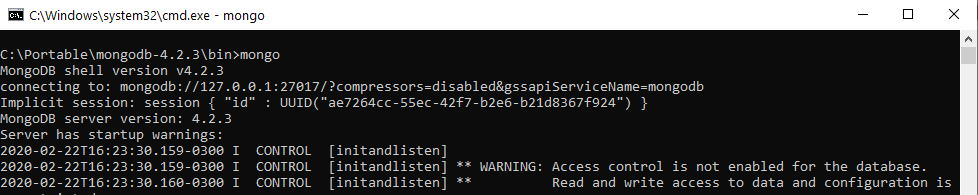 C:\Windows\system32\cmd.exe - mongo
C:\Portable\mongodb-4.2.3\bin>mongo
MongoDB shell version v4.2.3
connecting to: mongodb://127.0.0.1:27017/?compressors=disabled&gssapiServiceName=mongodb
Implicit session: session { "id" : UUID("ae7264cc-55ec-42f7-b2e6-b21d8367f924") }
MongoDB server version: 4.2.3
Server has startup warnings:
2020-02-22T16:23:30.159-0300 I  CONTROL  [initandlisten]
2020-02-22T16:23:30.159-0300 I  CONTROL  [initandlisten] ** WARNING: Access control is not enabled for the database.
2020-02-22T16:23:30.160-0300 I  CONTROL  [initandlisten] **          Read and write access to data and configuration is